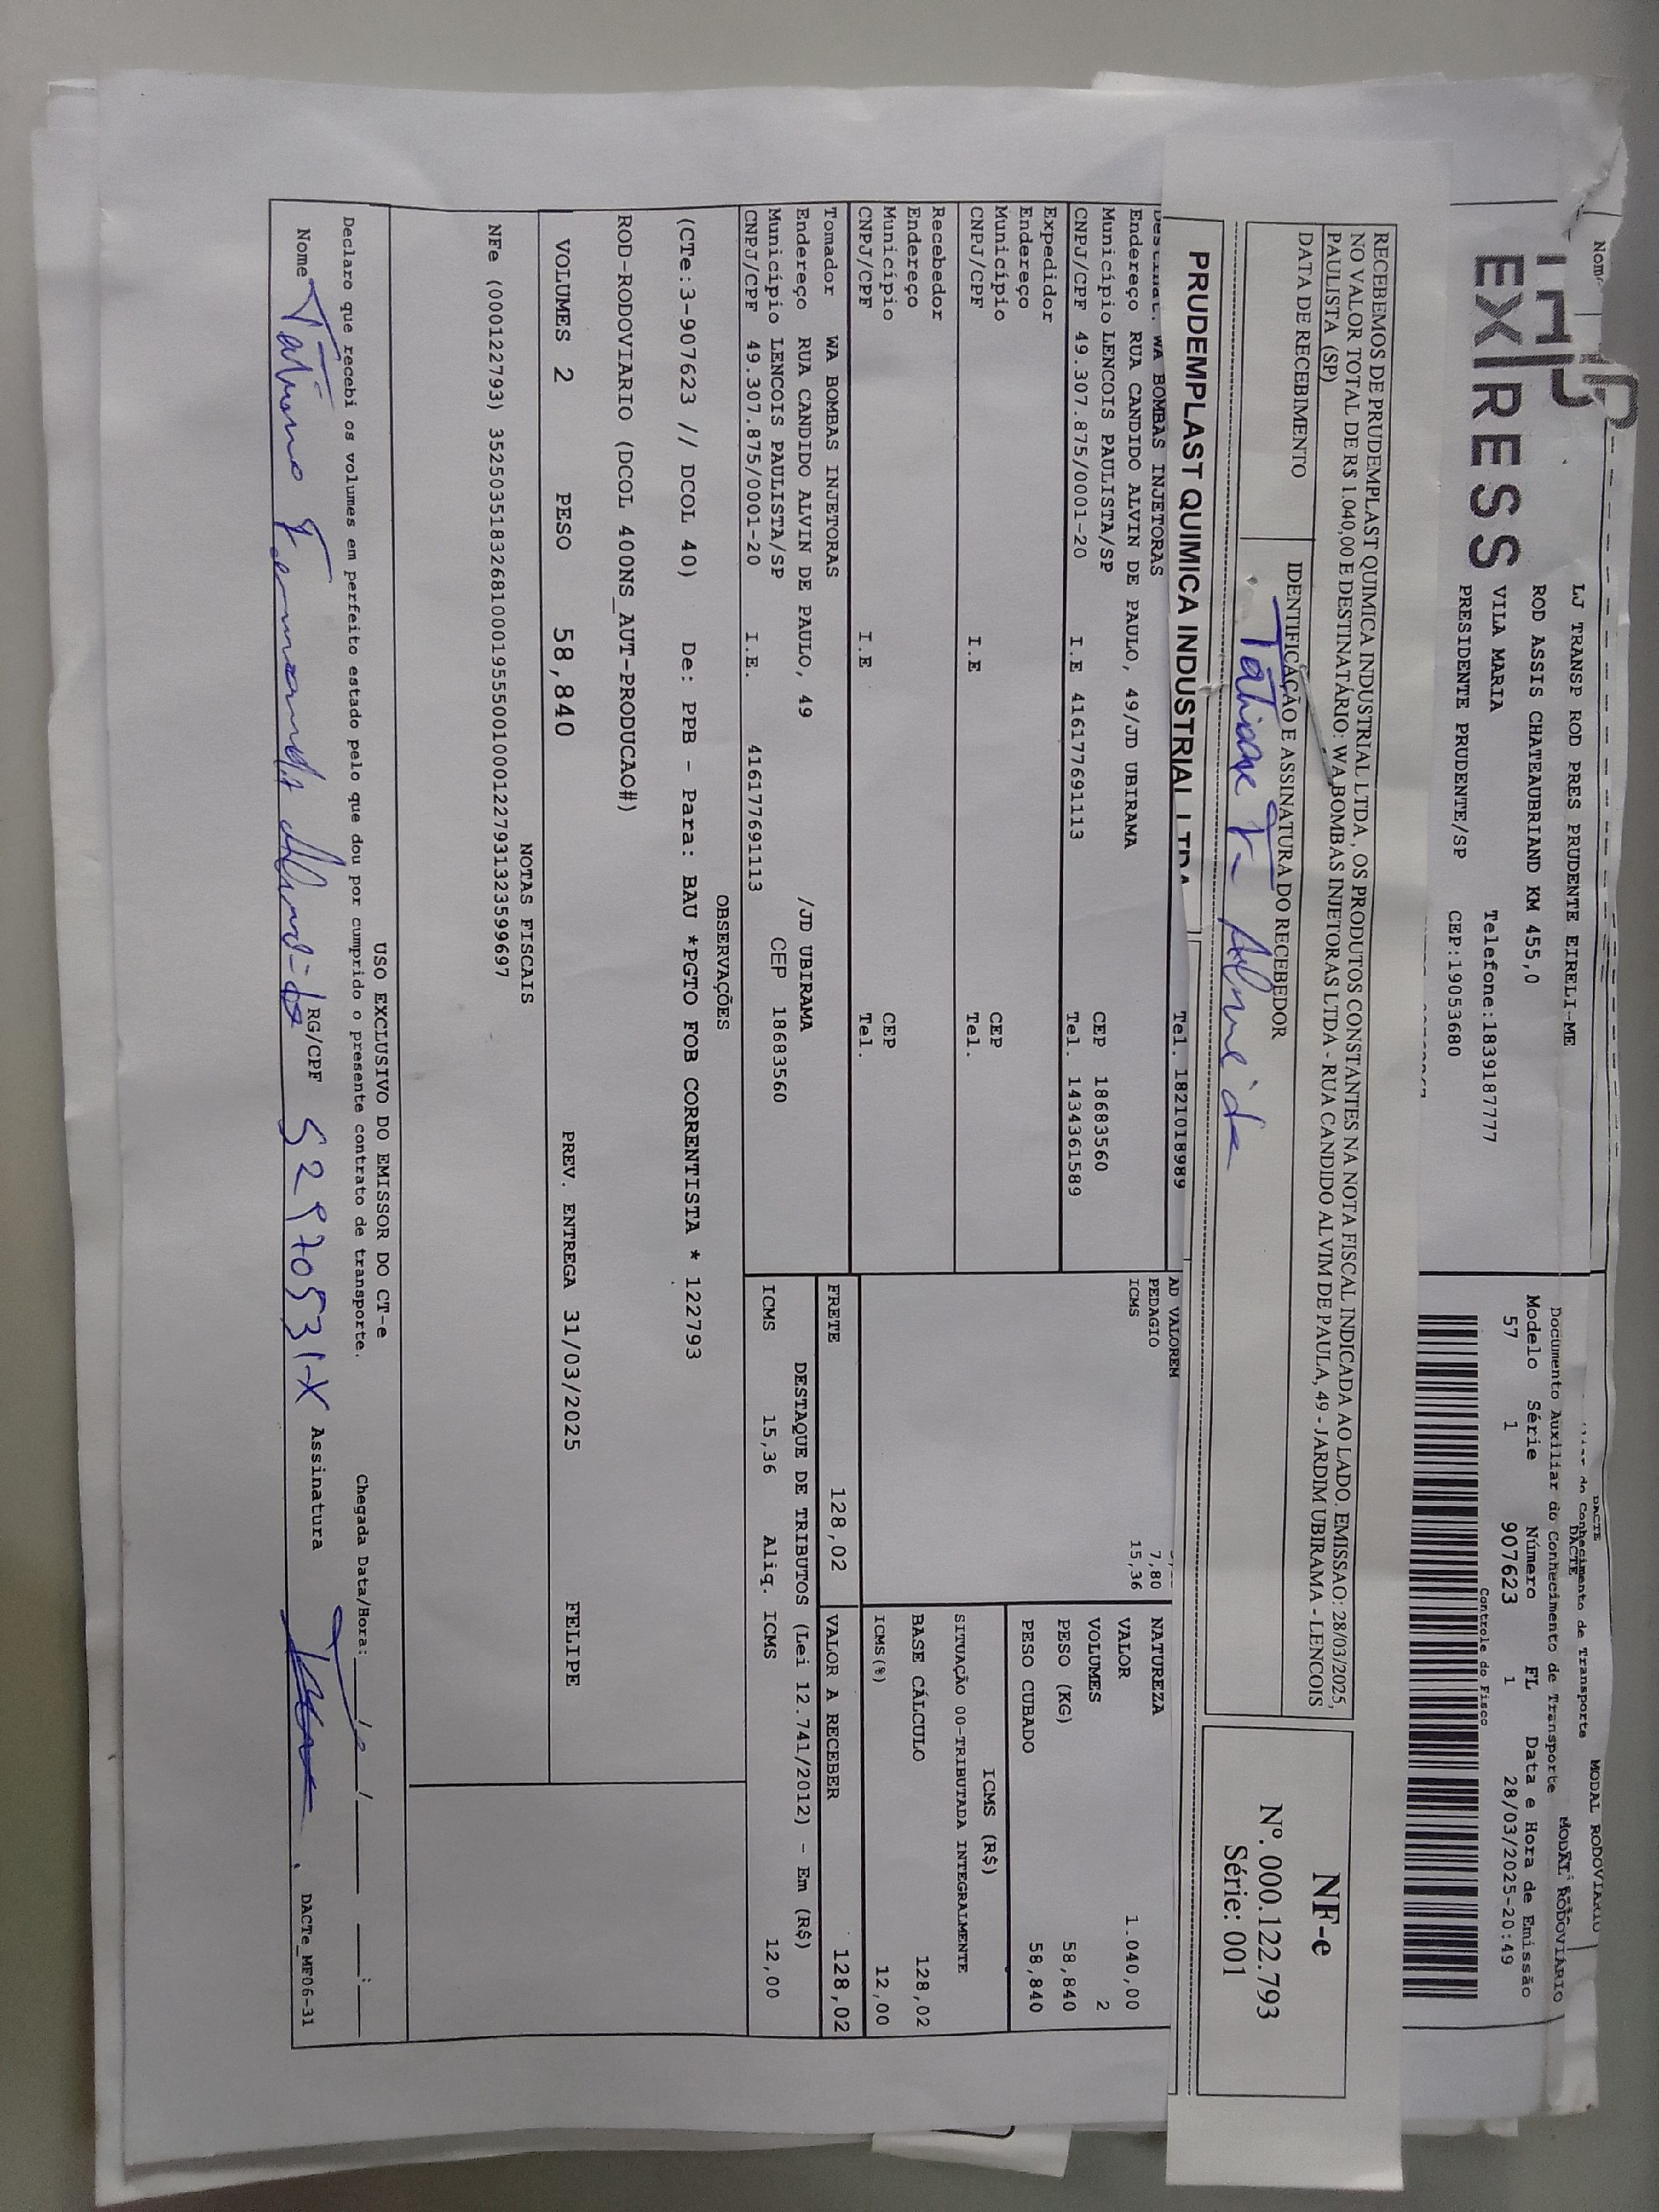 EXPRESS
LJ TRANSP ROD PRES PRUDENTE EIRELI-ME
ROD ASSIS CHATEAUBRIAND KM 455,0
VILA MARIA Telefone:1839187777
PRESIDENTE PRUDENTE/SP CEP:19053680
DACTE MODAL RODOVIARIO
do Conhecimento de Transporte
DACTE MODAL RODOVIÁRIO
Documento Auxiliar do Conhecimento de Transporte
Modelo Série Número FL Data e Hora de Emissão
57 1 907623 1 28/03/2025-20:49
Controle do Fisco
RECEBEMOS DE PRUDEMPLAST QUIMICA INDUSTRIAL LTDA , OS PRODUTOS CONSTANTES NA NOTA FISCAL INDICADA AO LADO. EMISSAO: 28/03/2025,
NO VALOR TOTAL DE R$ 1.040,00 E DESTINATÁRIO: WA BOMBAS INJETORAS LTDA - RUA CANDIDO ALVIM DE PAULA, 49 - JARDIM UBIRAMA - LENCOIS
PAULISTA (SP)
DATA DE RECEBIMENTO IDENTIFICAÇÃO E ASSINATURA DO RECEBEDOR
Tatiane F. Almeida
NF-e
Nº. 000.122.793
Série: 001
PRUDEMPLAST QUIMICA INDUSTRIAL LTDA
Tel. 1821018989
WA BOMBAS INJETORAS
Endereço RUA CANDIDO ALVIN DE PAULO, 49/JD UBIRAMA
Município LENCOIS PAULISTA/SP CEP 18683560
CNPJ/CPF 49.307.875/0001-20 I.E 416177691113 Tel. 1434361589
Expedidor
Endereço
Município CEP
CNPJ/CPF I.E Tel.
Recebedor
Endereço
Município CEP
CNPJ/CPF I.E Tel.
AD VALOREM
PEDAGIO 7,80
ICMS 15,36
NATUREZA
VALOR 1.040,00
VOLUMES 2
PESO (KG) 58,840
PESO CUBADO 58,840
ICMS (R$)
SITUAÇÃO 00-TRIBUTADA INTEGRALMENTE
BASE CÁLCULO 128,02
ICMS(%) 12,00
Tomador WA BOMBAS INJETORAS
Endereço RUA CANDIDO ALVIN DE PAULO, 49 /JD UBIRAMA
Município LENCOIS PAULISTA/SP CEP 18683560
CNPJ/CPF 49.307.875/0001-20 I.E. 416177691113
FRETE 128,02 VALOR A RECEBER 128,02
DESTAQUE DE TRIBUTOS (Lei 12.741/2012) - Em (R$)
ICMS 15,36 Aliq. ICMS 12,00
OBSERVAÇÕES
(CTe:3-907623 // DCOL 40) De: PPB - Para: BAU *PGTO FOB CORRENTISTA * 122793
ROD-RODOVIARIO (DCOL 400NS_AUT-PRODUCAO#)
VOLUMES 2 PESO 58,840 PREV. ENTREGA 31/03/2025 FELIPE
NOTAS FISCAIS
NFe (000122793) 35250351832681000195550010001227931323599697
USO EXCLUSIVO DO EMISSOR DO CT-e
Declaro que recebi os volumes em perfeito estado pelo que dou por cumprido o presente contrato de transporte. Chegada Data/Hora: / / :
Nome RG/CPF 52970531-X Assinatura DACTe_MF06-31